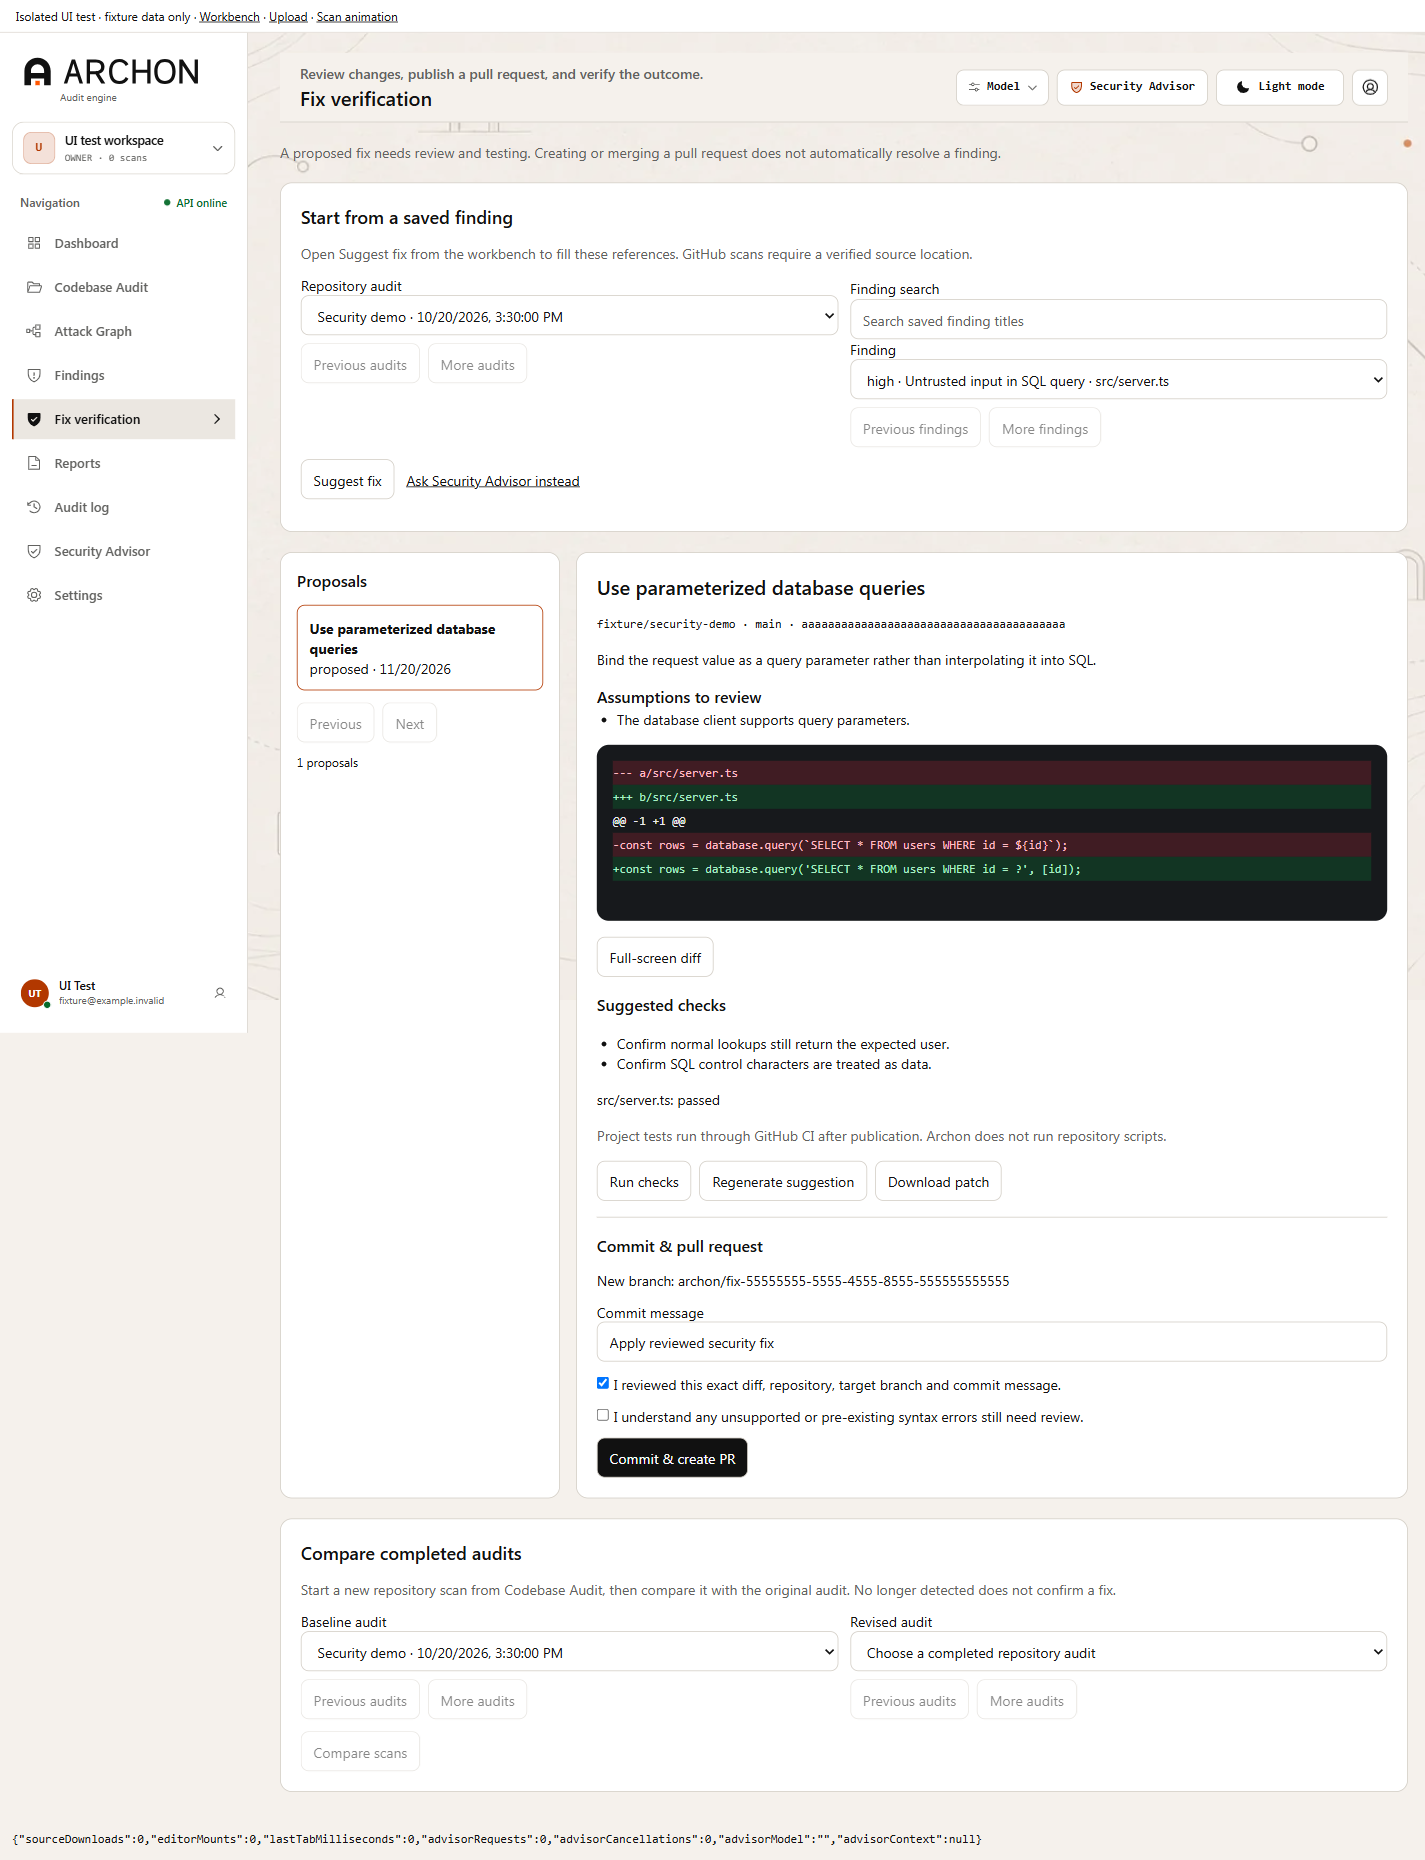 Isolated UI test · fixture data only · Workbench · Upload · Scan animation
ARCHON
Audit engine
U
UI test workspace
OWNER · 0 scans
Navigation
API online
Dashboard
Codebase Audit
Attack Graph
Findings
Fix verification
Reports
Audit log
Security Advisor
Settings
UT
UI Test
fixture@example.invalid
Review changes, publish a pull request, and verify the outcome.
Fix verification
Model
Security Advisor
Light mode
A proposed fix needs review and testing. Creating or merging a pull request does not automatically resolve a finding.
Start from a saved finding
Open Suggest fix from the workbench to fill these references. GitHub scans require a verified source location.
Repository audit
Security demo · 10/20/2026, 3:30:00 PM
Previous audits
More audits
Finding search
Search saved finding titles
Finding
high · Untrusted input in SQL query · src/server.ts
Previous findings
More findings
Suggest fix
Ask Security Advisor instead
Proposals
Use parameterized database
queries
proposed · 11/20/2026
Previous
Next
1 proposals
Use parameterized database queries
fixture/security-demo · main · aaaaaaaaaaaaaaaaaaaaaaaaaaaaaaaaaaaaaaaa
Bind the request value as a query parameter rather than interpolating it into SQL.
Assumptions to review
• The database client supports query parameters.
--- a/src/server.ts
+++ b/src/server.ts
@@ -1 +1 @@
-const rows = database.query(`SELECT * FROM users WHERE id = ${id}`);
+const rows = database.query('SELECT * FROM users WHERE id = ?', [id]);
Full-screen diff
Suggested checks
• Confirm normal lookups still return the expected user.
• Confirm SQL control characters are treated as data.
src/server.ts: passed
Project tests run through GitHub CI after publication. Archon does not run repository scripts.
Run checks
Regenerate suggestion
Download patch
Commit & pull request
New branch: archon/fix-55555555-5555-4555-8555-555555555555
Commit message
Apply reviewed security fix
I reviewed this exact diff, repository, target branch and commit message.
I understand any unsupported or pre-existing syntax errors still need review.
Commit & create PR
Compare completed audits
Start a new repository scan from Codebase Audit, then compare it with the original audit. No longer detected does not confirm a fix.
Baseline audit
Security demo · 10/20/2026, 3:30:00 PM
Previous audits
More audits
Revised audit
Choose a completed repository audit
Previous audits
More audits
Compare scans
{"sourceDownloads":0,"editorMounts":0,"lastTabMilliseconds":0,"advisorRequests":0,"advisorCancellations":0,"advisorModel":"","advisorContext":null}